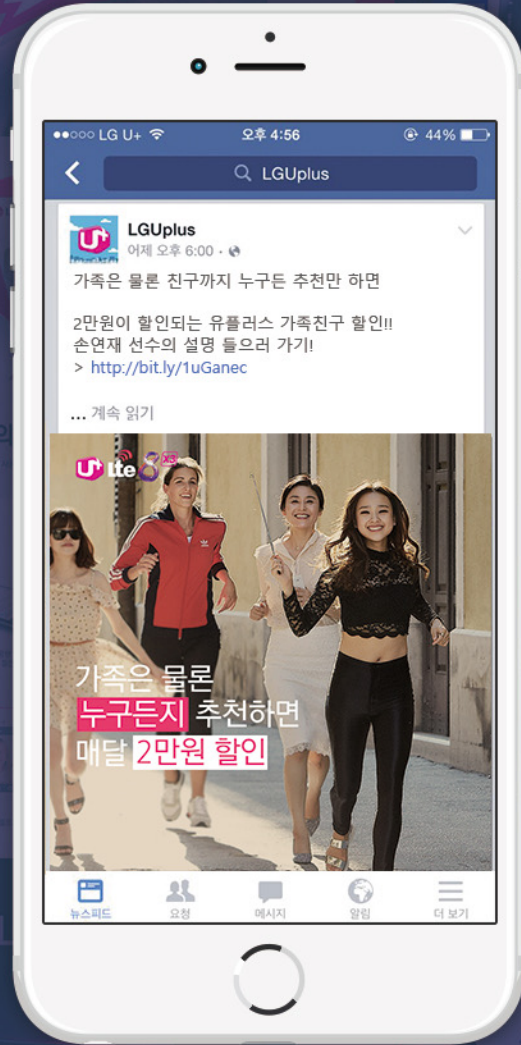 LG U+ 오후 4:56 44%
LGUplus
LGUplus
어제 오후 6:00
가족은 물론 친구까지 누구든 추천만 하면
2만원이 할인되는 유플러스 가족친구 할인!!
손연재 선수의 설명 들으러 가기!
> http://bit.ly/1uGanec
... 계속 읽기
U+ lte 8 X3
가족은 물론
누구든지 추천하면
매달 2만원 할인
뉴스피드 요청 메시지 알림 더 보기